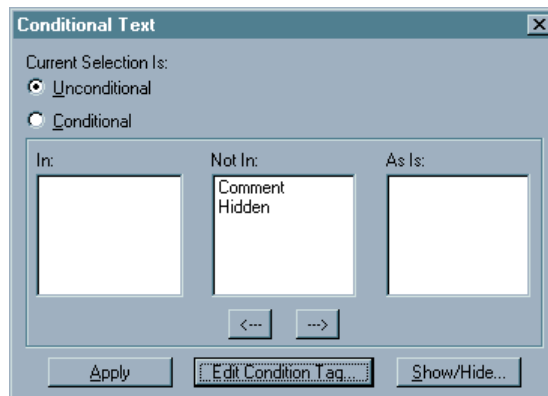 Conditional Text
Current Selection Is:
Unconditional
Conditional
In: Not In: As Is:
Comment
Hidden
<--- --->
Apply Edit Condition Tag... Show/Hide...